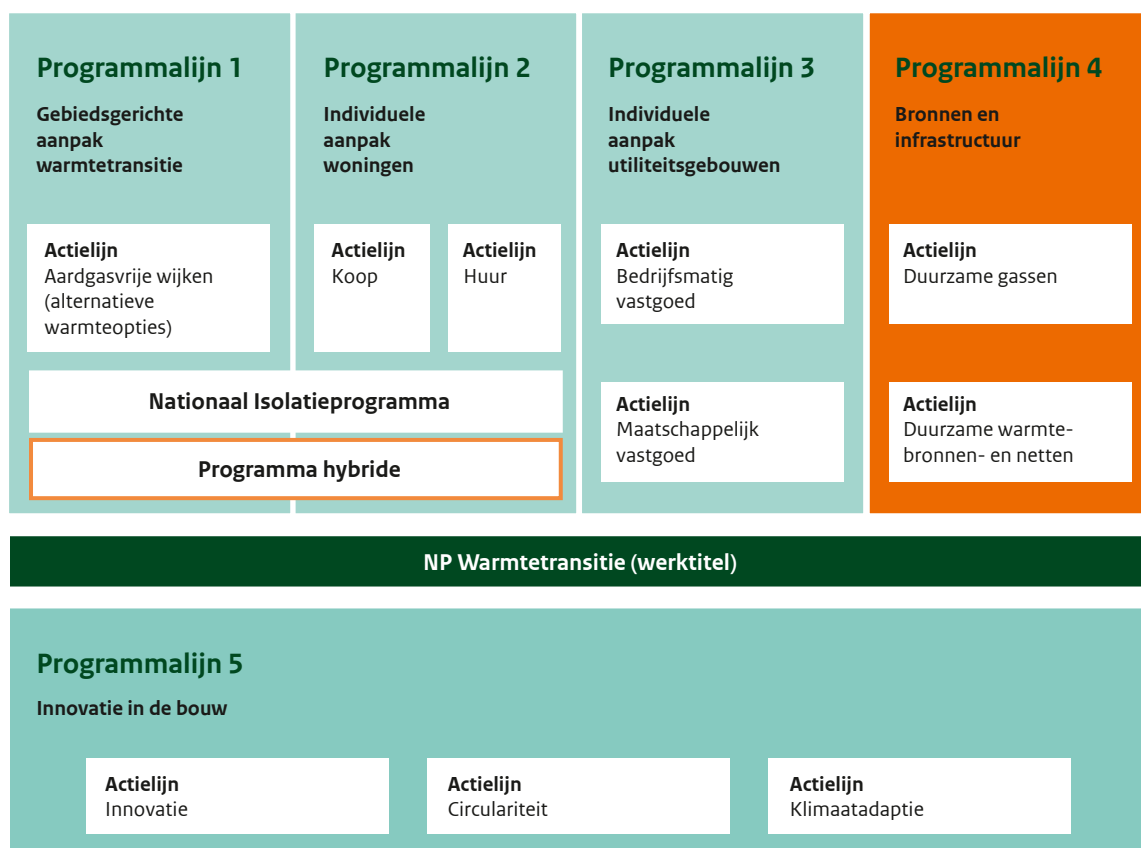 Programmalijn 1
Gebiedsgerichte
aanpak
warmtetransitie
Actielijn
Aardgasvrije wijken
(alternatieve
warmteopties)
Programmalijn 2
Individuele
aanpak
woningen
Actielijn
Koop
Actielijn
Huur
Nationaal Isolatieprogramma
Programma hybride
Programmalijn 3
Individuele
aanpak
utiliteitsgebouwen
Actielijn
Bedrijfsmatig
vastgoed
Actielijn
Maatschappelijk
vastgoed
Programmalijn 4
Bronnen en
infrastructuur
Actielijn
Duurzame gassen
Actielijn
Duurzame warmte-
bronnen- en netten
NP Warmtetransitie (werktitel)
Programmalijn 5
Innovatie in de bouw
Actielijn
Innovatie
Actielijn
Circulariteit
Actielijn
Klimaatadaptie